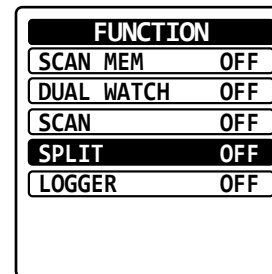 FUNCTION
SCAN MEM OFF
DUAL WATCH OFF
SCAN OFF
SPLIT OFF
LOGGER OFF